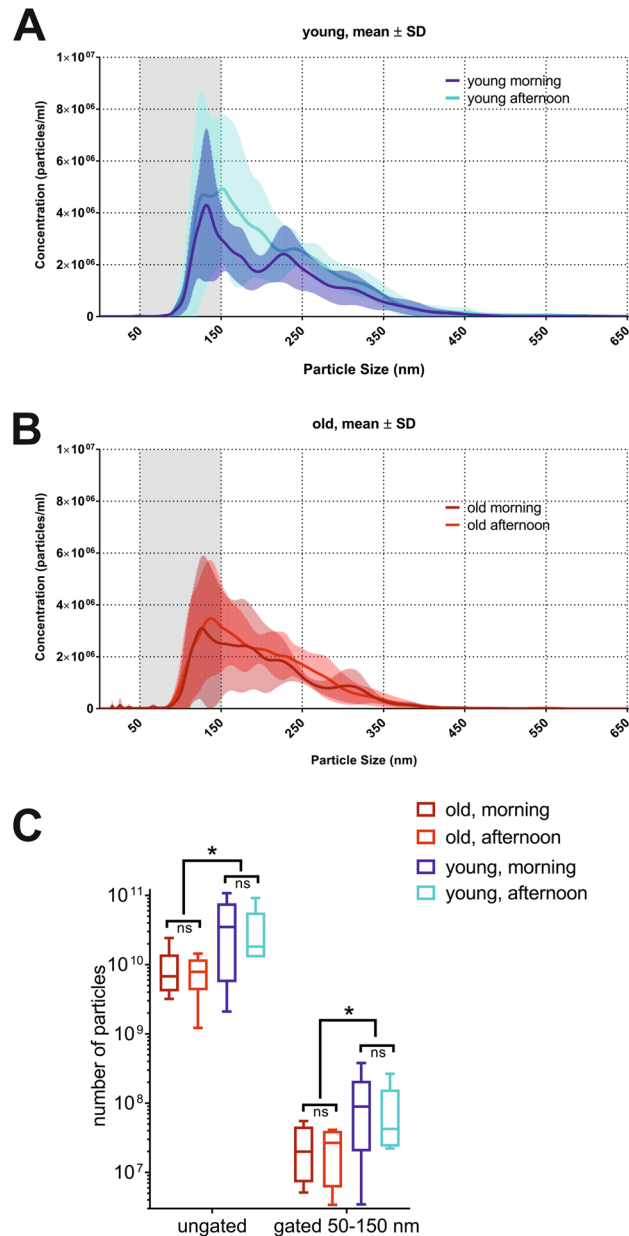 A
young, mean ± SD
Concentration (particles/ml)
1×10⁰⁷
8×10⁰⁶
6×10⁰⁶
4×10⁰⁶
2×10⁰⁶
0
young morning
young afternoon
50 150 250 350 450 550 650
Particle Size (nm)
B
old, mean ± SD
Concentration (particles/ml)
1×10⁰⁷
8×10⁰⁶
6×10⁰⁶
4×10⁰⁶
2×10⁰⁶
0
old morning
old afternoon
50 150 250 350 450 550 650
Particle Size (nm)
C
old, morning
old, afternoon
young, morning
young, afternoon
number of particles
10¹¹
10¹⁰
10⁹
10⁸
10⁷
*
ns
ns
*
ns
ns
ungated gated 50-150 nm